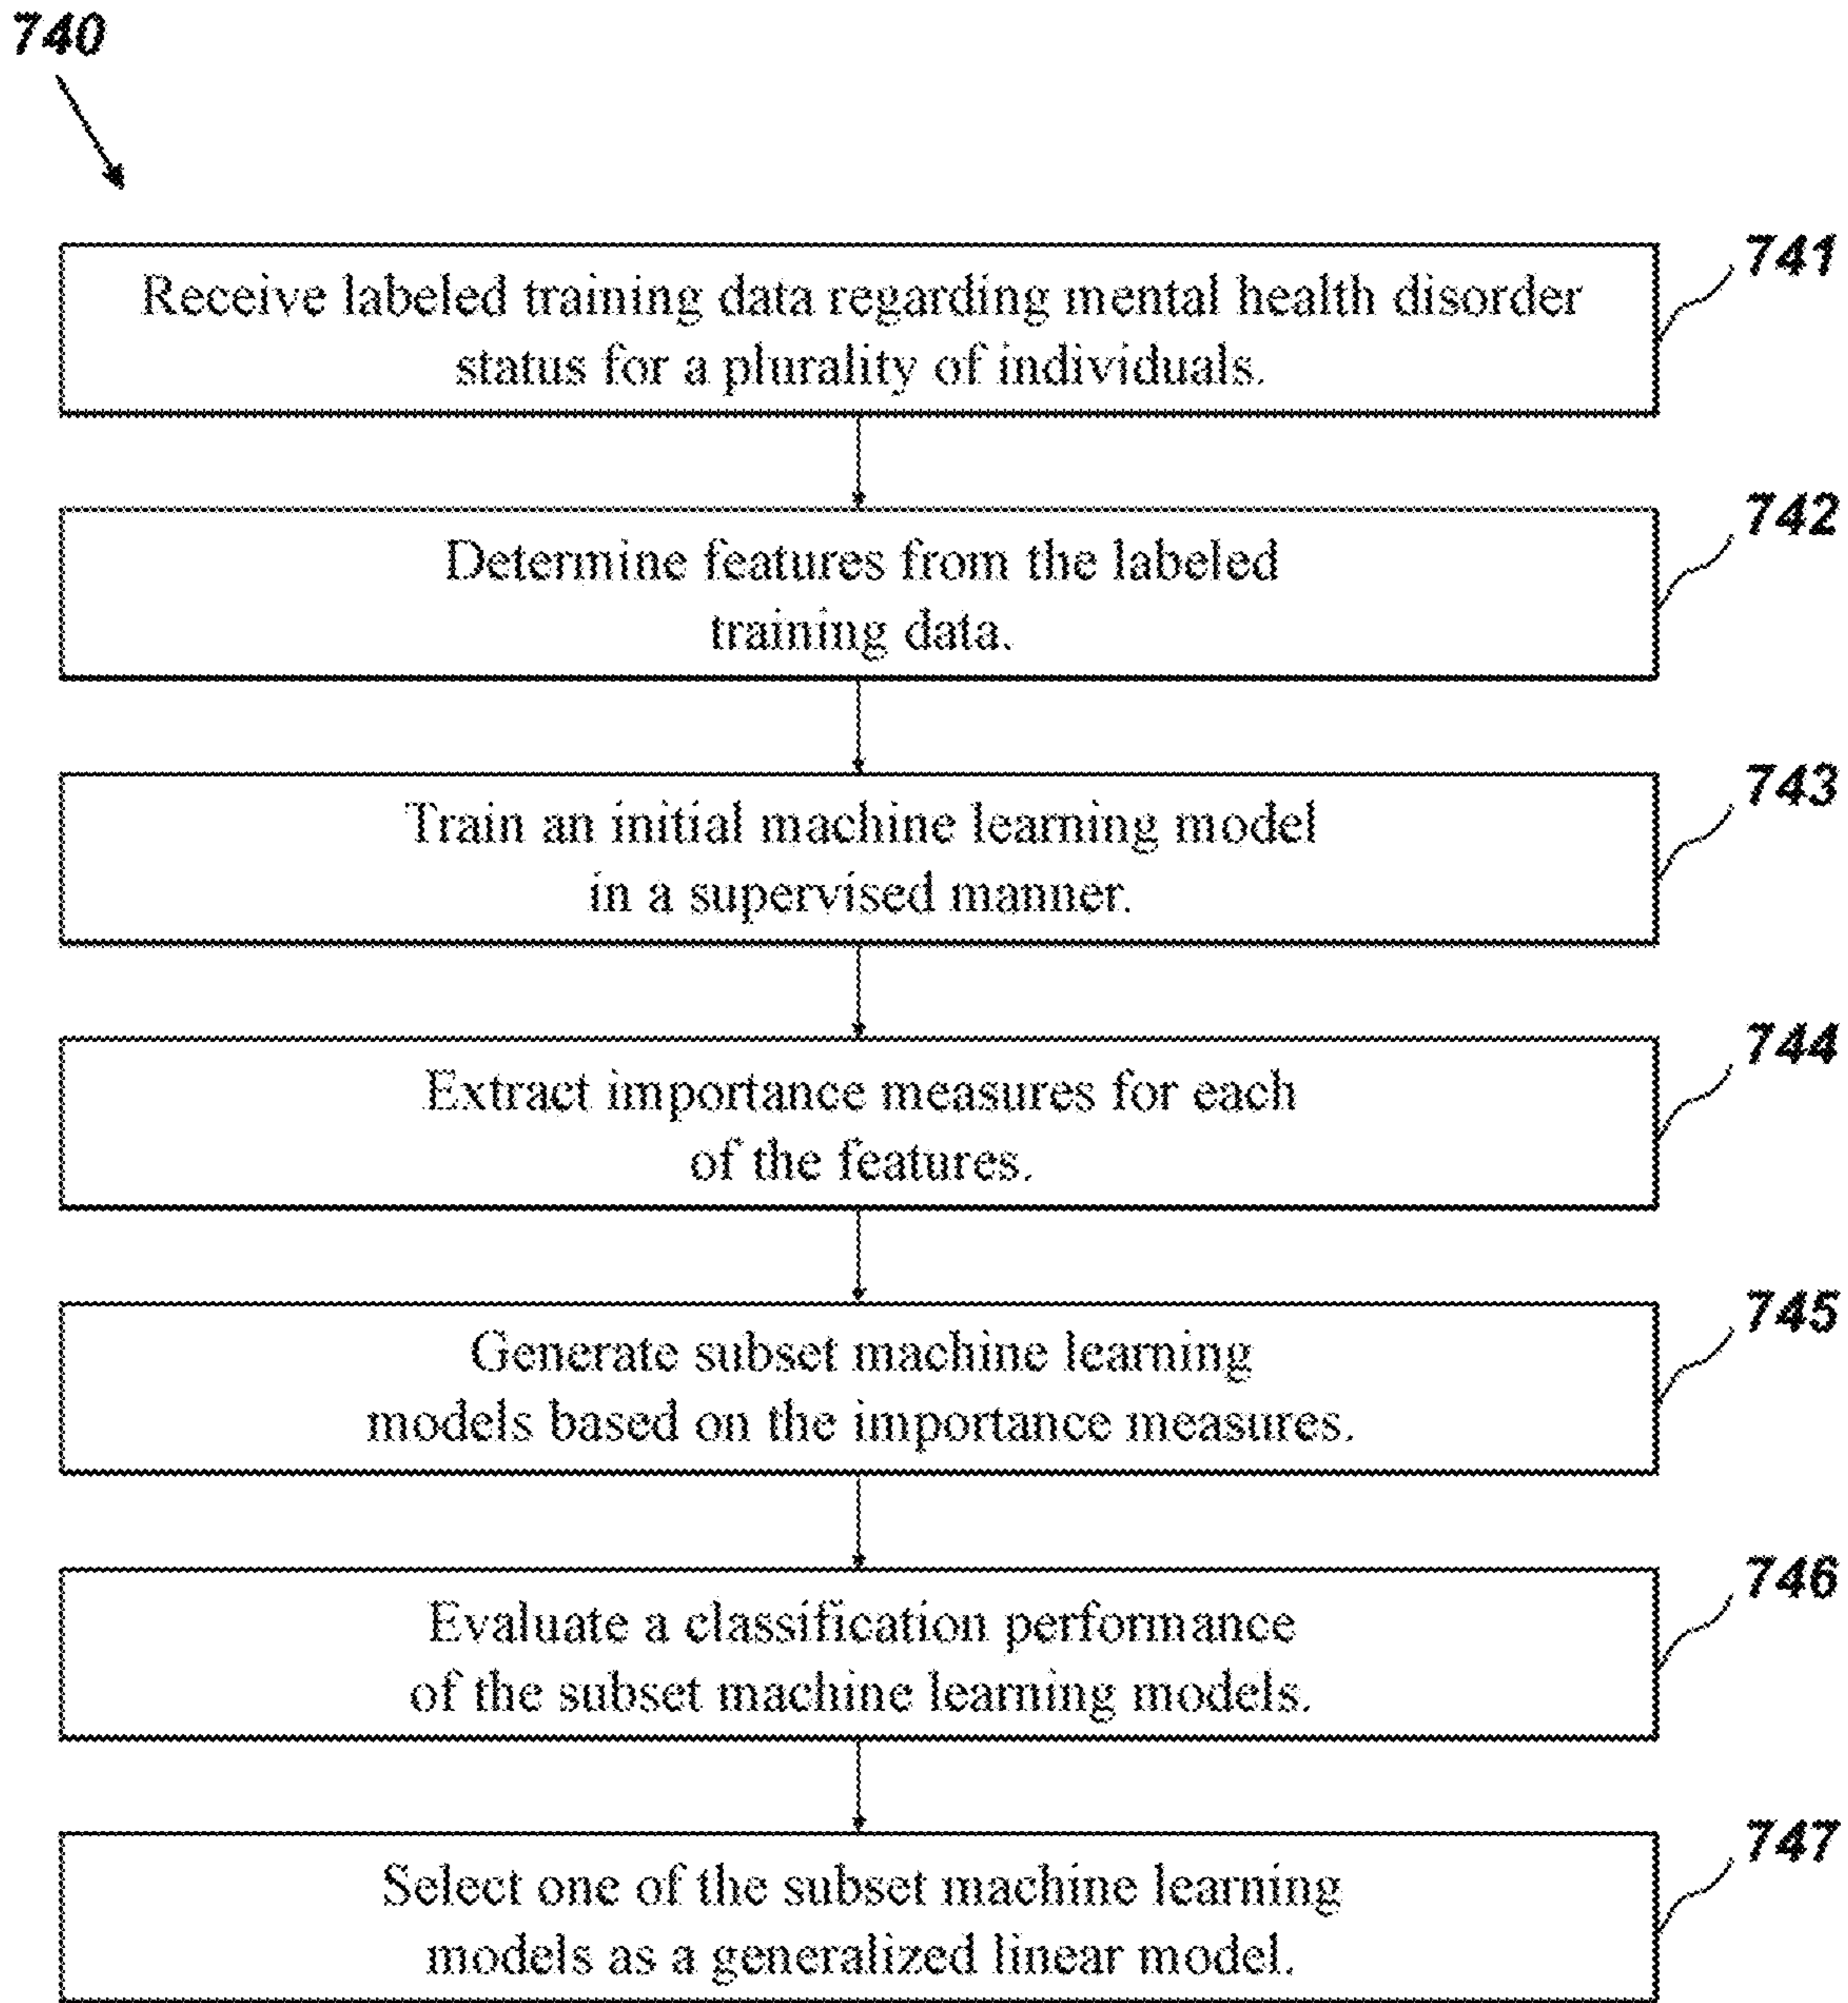 740
741
Receive labeled training data regarding mental health disorder
status for a plurality of individuals.
742
Determine features from the labeled
training data.
743
Train an initial machine learning model
in a supervised manner.
744
Extract importance measures for each
of the features.
745
Generate subset machine learning
models based on the importance measures.
746
Evaluate a classification performance
of the subset machine learning models.
747
Select one of the subset machine learning
models as a generalized linear model.